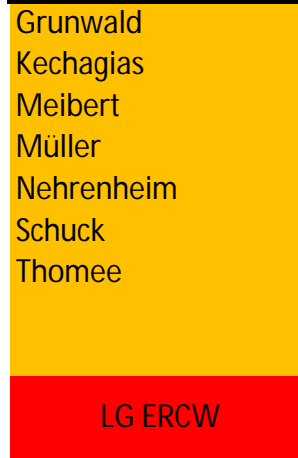 Grunwald
Kechagias
Meibert
Müller
Nehrenheim
Schuck
Thomee
LG ERCW